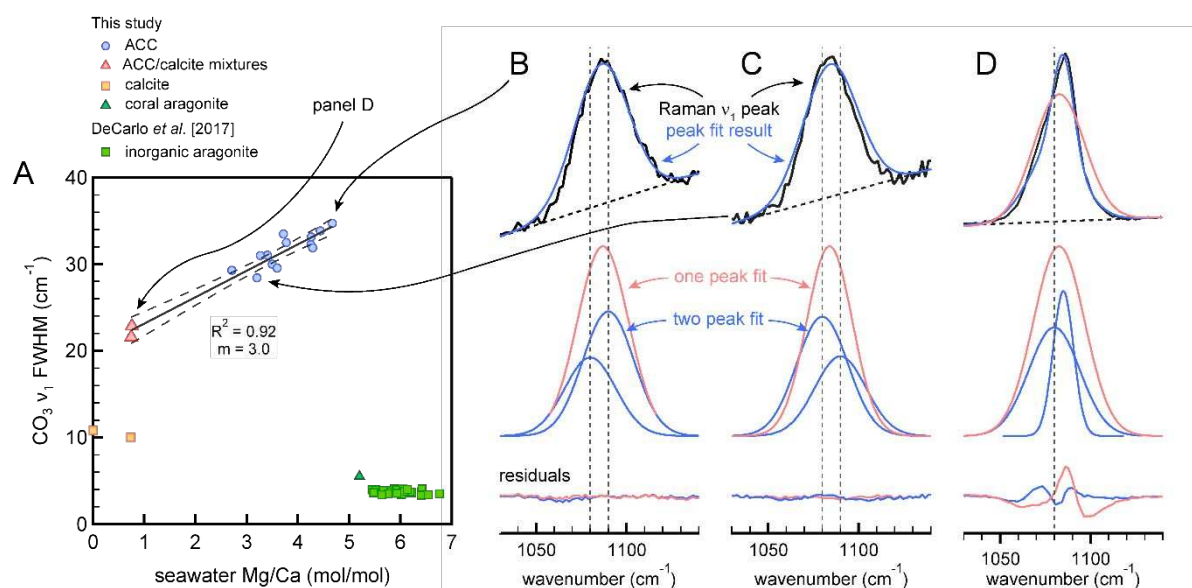 This study
ACC
ACC/calcite mixtures
calcite
coral aragonite
DeCarlo et al. [2017]
inorganic aragonite
panel D
A
40
30
20
10
0
CO₃ ν₁ FWHM (cm⁻¹)
R² = 0.92
m = 3.0
0 1 2 3 4 5 6 7
seawater Mg/Ca (mol/mol)
B
C
D
Raman ν₁ peak
peak fit result
one peak fit
two peak fit
residuals
1050 1100
wavenumber (cm⁻¹)
1050 1100
wavenumber (cm⁻¹)
1050 1100
wavenumber (cm⁻¹)